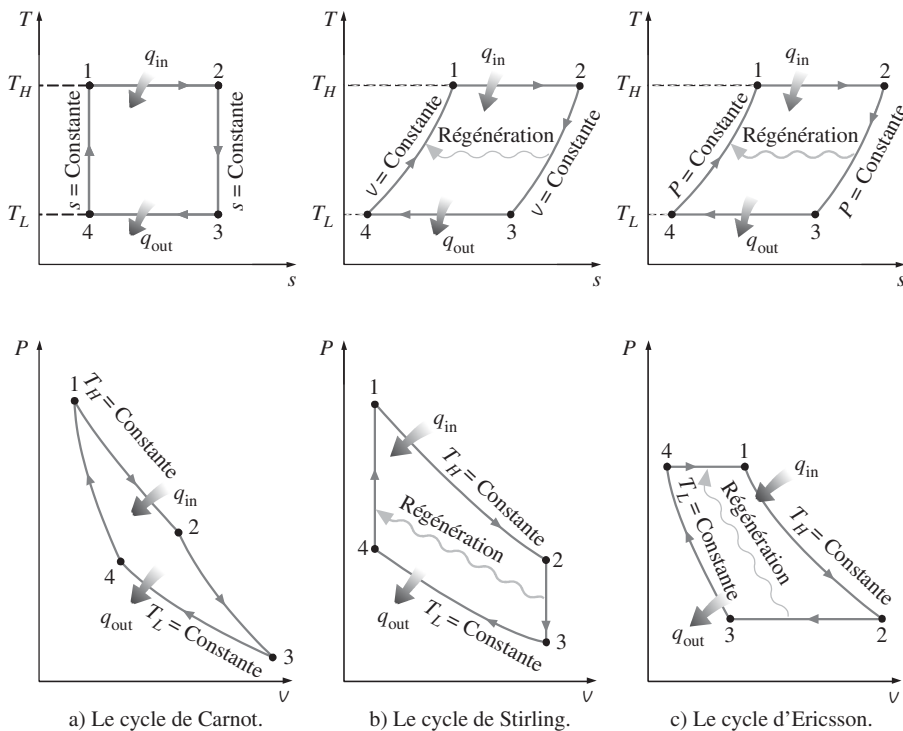 T
T_H
T_L
1
q_in
2
s = Constante
s = Constante
4
q_out
3
s
T
T_H
T_L
1
q_in
2
v = Constante
Régénération
v = Constante
4
q_out
3
s
T
T_H
T_L
1
q_in
2
P = Constante
Régénération
P = Constante
4
q_out
3
s
P
1
T_H = Constante
q_in
2
4
q_out
T_L = Constante
3
v
a) Le cycle de Carnot.
P
1
q_in
T_H = Constante
Régénération
2
4
q_out
T_L = Constante
3
v
b) Le cycle de Stirling.
P
4
1
q_in
T_L = Constante
Régénération
T_H = Constante
q_out
3
2
v
c) Le cycle d'Ericsson.